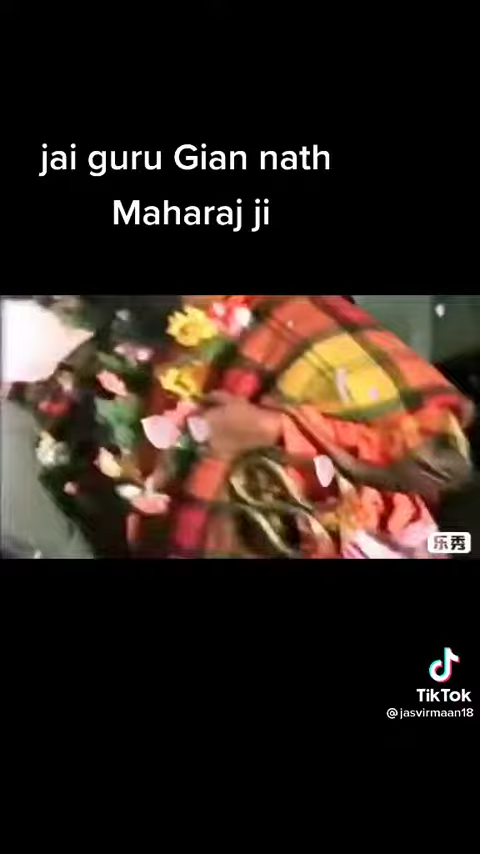 jai guru Gian nath
Maharaj ji
乐秀
TikTok
@jasvirmaan18